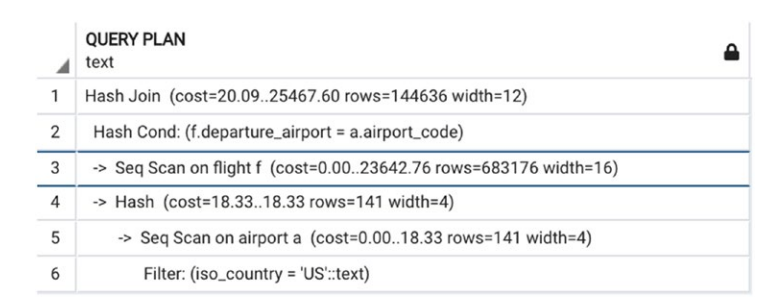 QUERY PLAN
text
1 Hash Join (cost=20.09..25467.60 rows=144636 width=12)
2 Hash Cond: (f.departure_airport = a.airport_code)
3 -> Seq Scan on flight f (cost=0.00..23642.76 rows=683176 width=16)
4 -> Hash (cost=18.33..18.33 rows=141 width=4)
5 -> Seq Scan on airport a (cost=0.00..18.33 rows=141 width=4)
6 Filter: (iso_country = 'US'::text)